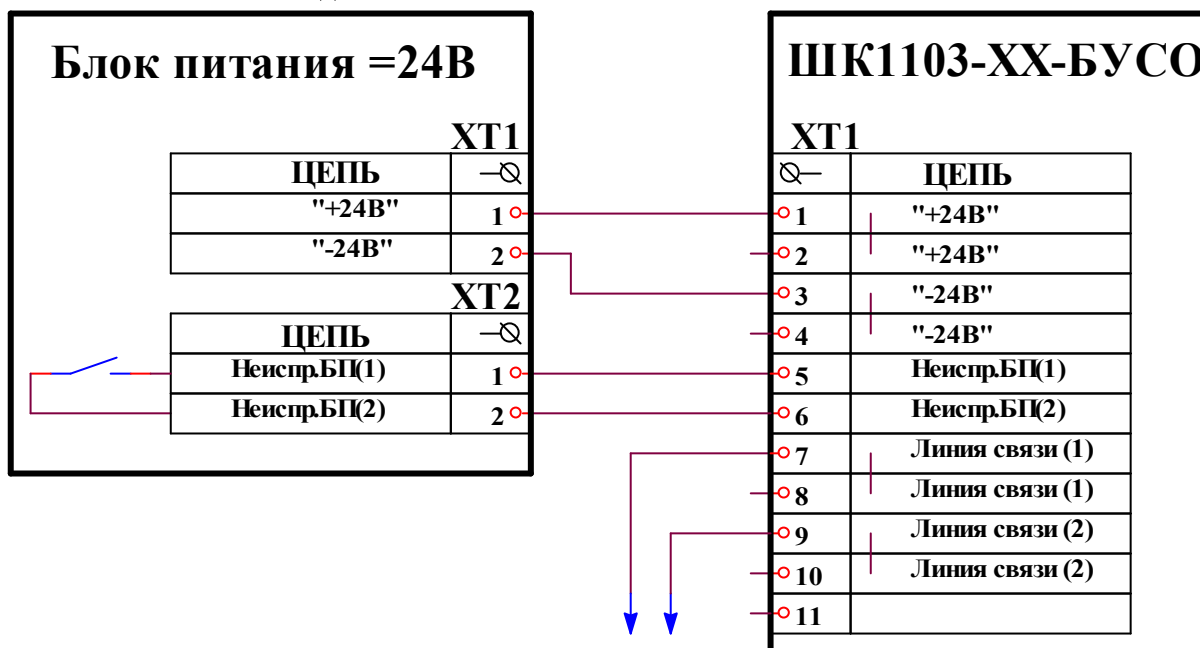 Блок питания =24В
XT1
ЦЕПЬ
"+24В" 1
"-24В" 2
XT2
ЦЕПЬ
Неиспр.БП(1) 1
Неиспр.БП(2) 2
ШК1103-ХХ-БУСО
XT1
ЦЕПЬ
1 "+24В"
2 "+24В"
3 "-24В"
4 "-24В"
5 Неиспр.БП(1)
6 Неиспр.БП(2)
7 Линия связи (1)
8 Линия связи (1)
9 Линия связи (2)
10 Линия связи (2)
11